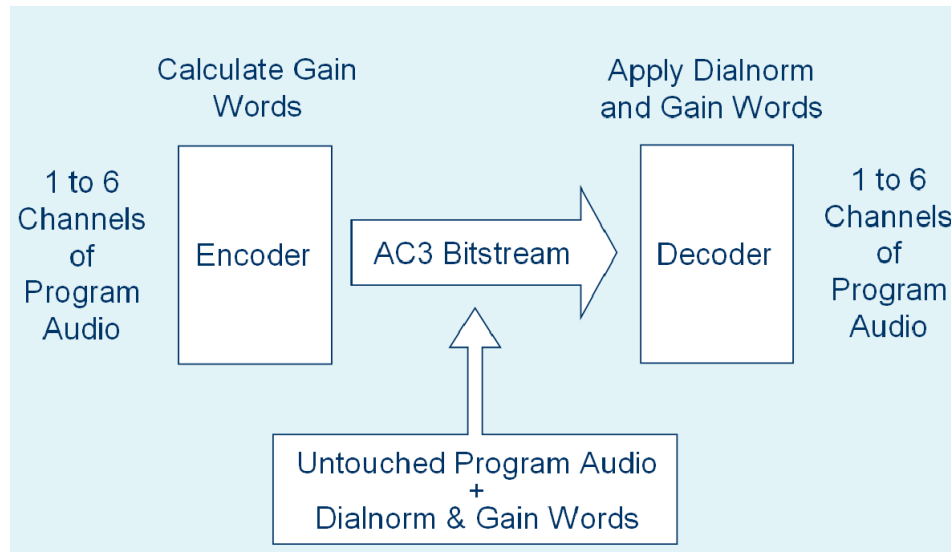 Calculate Gain
Words
Apply Dialnorm
and Gain Words
1 to 6
Channels
of
Program
Audio
Encoder
AC3 Bitstream
Decoder
1 to 6
Channels
of
Program
Audio
Untouched Program Audio
+
Dialnorm & Gain Words